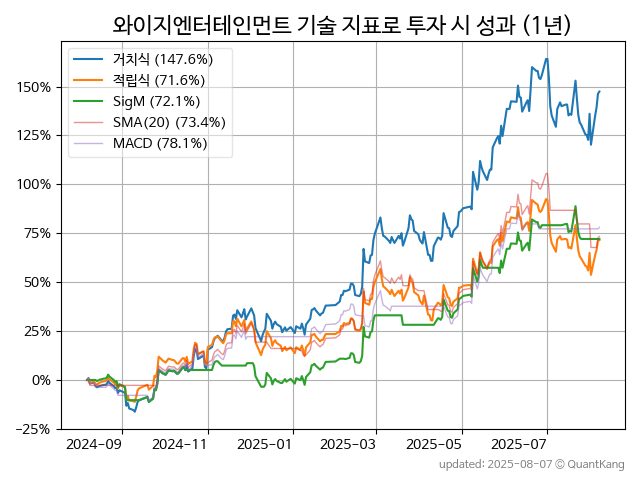 와이지엔터테인먼트 기술 지표로 투자 시 성과 (1년)
거치식 (147.6%)
적립식 (71.6%)
SigM (72.1%)
SMA(20) (73.4%)
MACD (78.1%)
150%
125%
100%
75%
50%
25%
0%
−25%
2024-09 2024-11 2025-01 2025-03 2025-05 2025-07
updated: 2025-08-07 © QuantKang